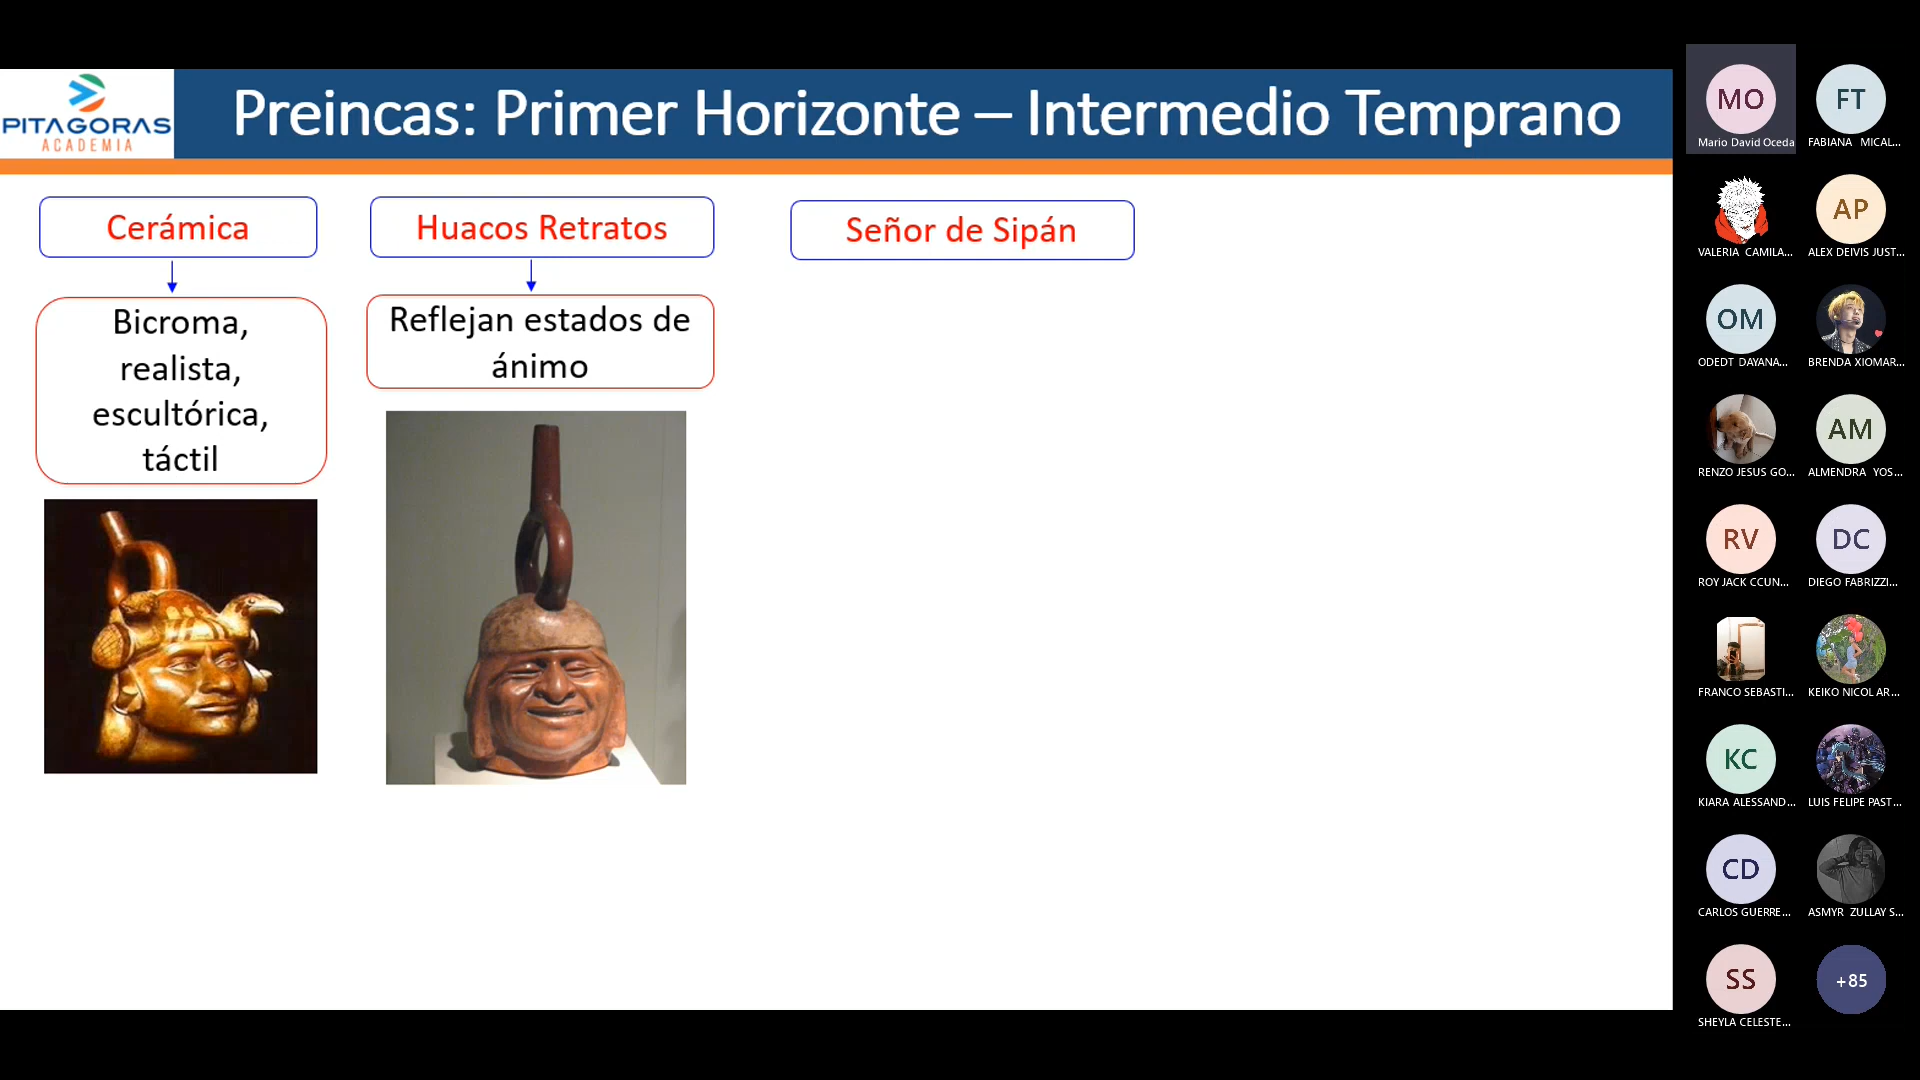 PITAGORAS
ACADEMIA
Preincas: Primer Horizonte – Intermedio Temprano
Cerámica
Bicroma,
realista,
escultórica,
táctil
Huacos Retratos
Reflejan estados de
ánimo
Señor de Sipán
MO
Mario David Oceda
FT
FABIANA MICAL...
VALERIA CAMILA...
AP
ALEX DEIVIS JUST...
OM
ODEDT DAYANA...
BRENDA XIOMAR...
RENZO JESUS GO...
AM
ALMENDRA YOS...
RV
ROY JACK CCUN...
DC
DIEGO FABRIZZI...
FRANCO SEBASTI...
KEIKO NICOL AR...
KC
KIARA ALESSAND...
LUIS FELIPE PAST...
CD
CARLOS GUERRE...
ASMYR ZULLAY S...
SS
SHEYLA CELESTE...
+85